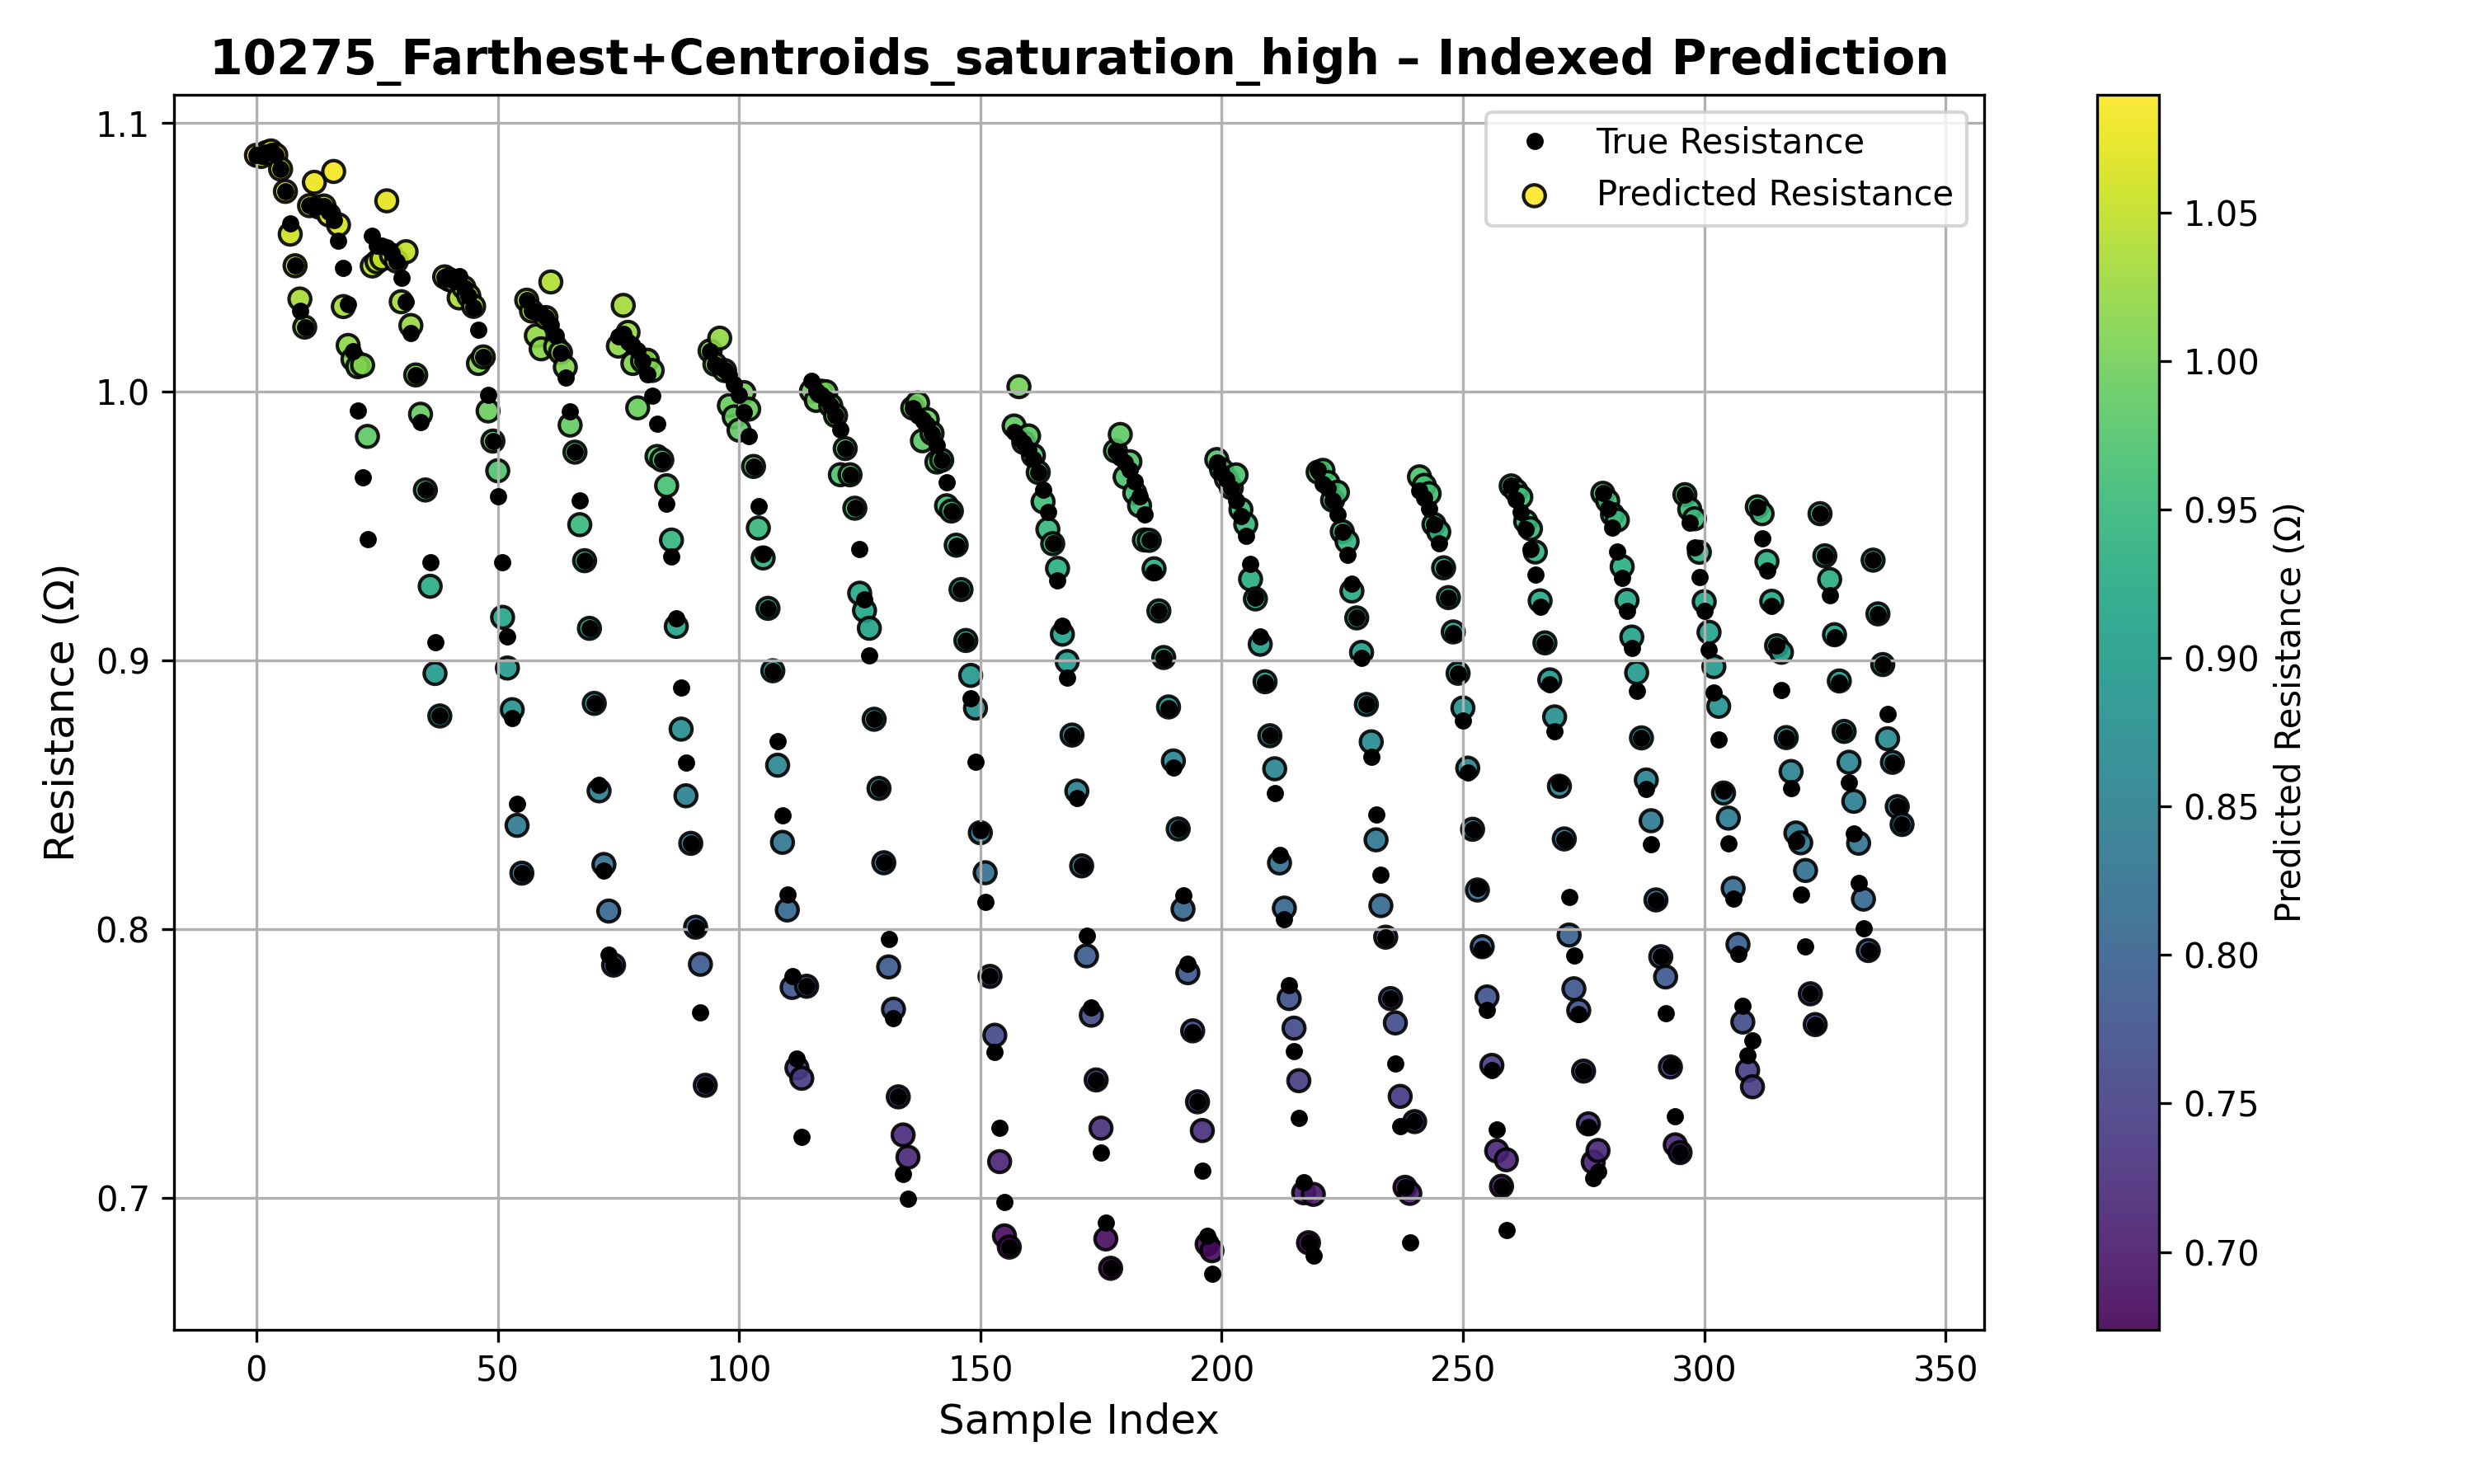 10275_Farthest+Centroids_saturation_high – Indexed Prediction
True Resistance
Predicted Resistance
Resistance (Ω)
1.1
1.0
0.9
0.8
0.7
0 50 100 150 200 250 300 350
Sample Index
1.05
1.00
0.95
0.90
0.85
0.80
0.75
0.70
Predicted Resistance (Ω)